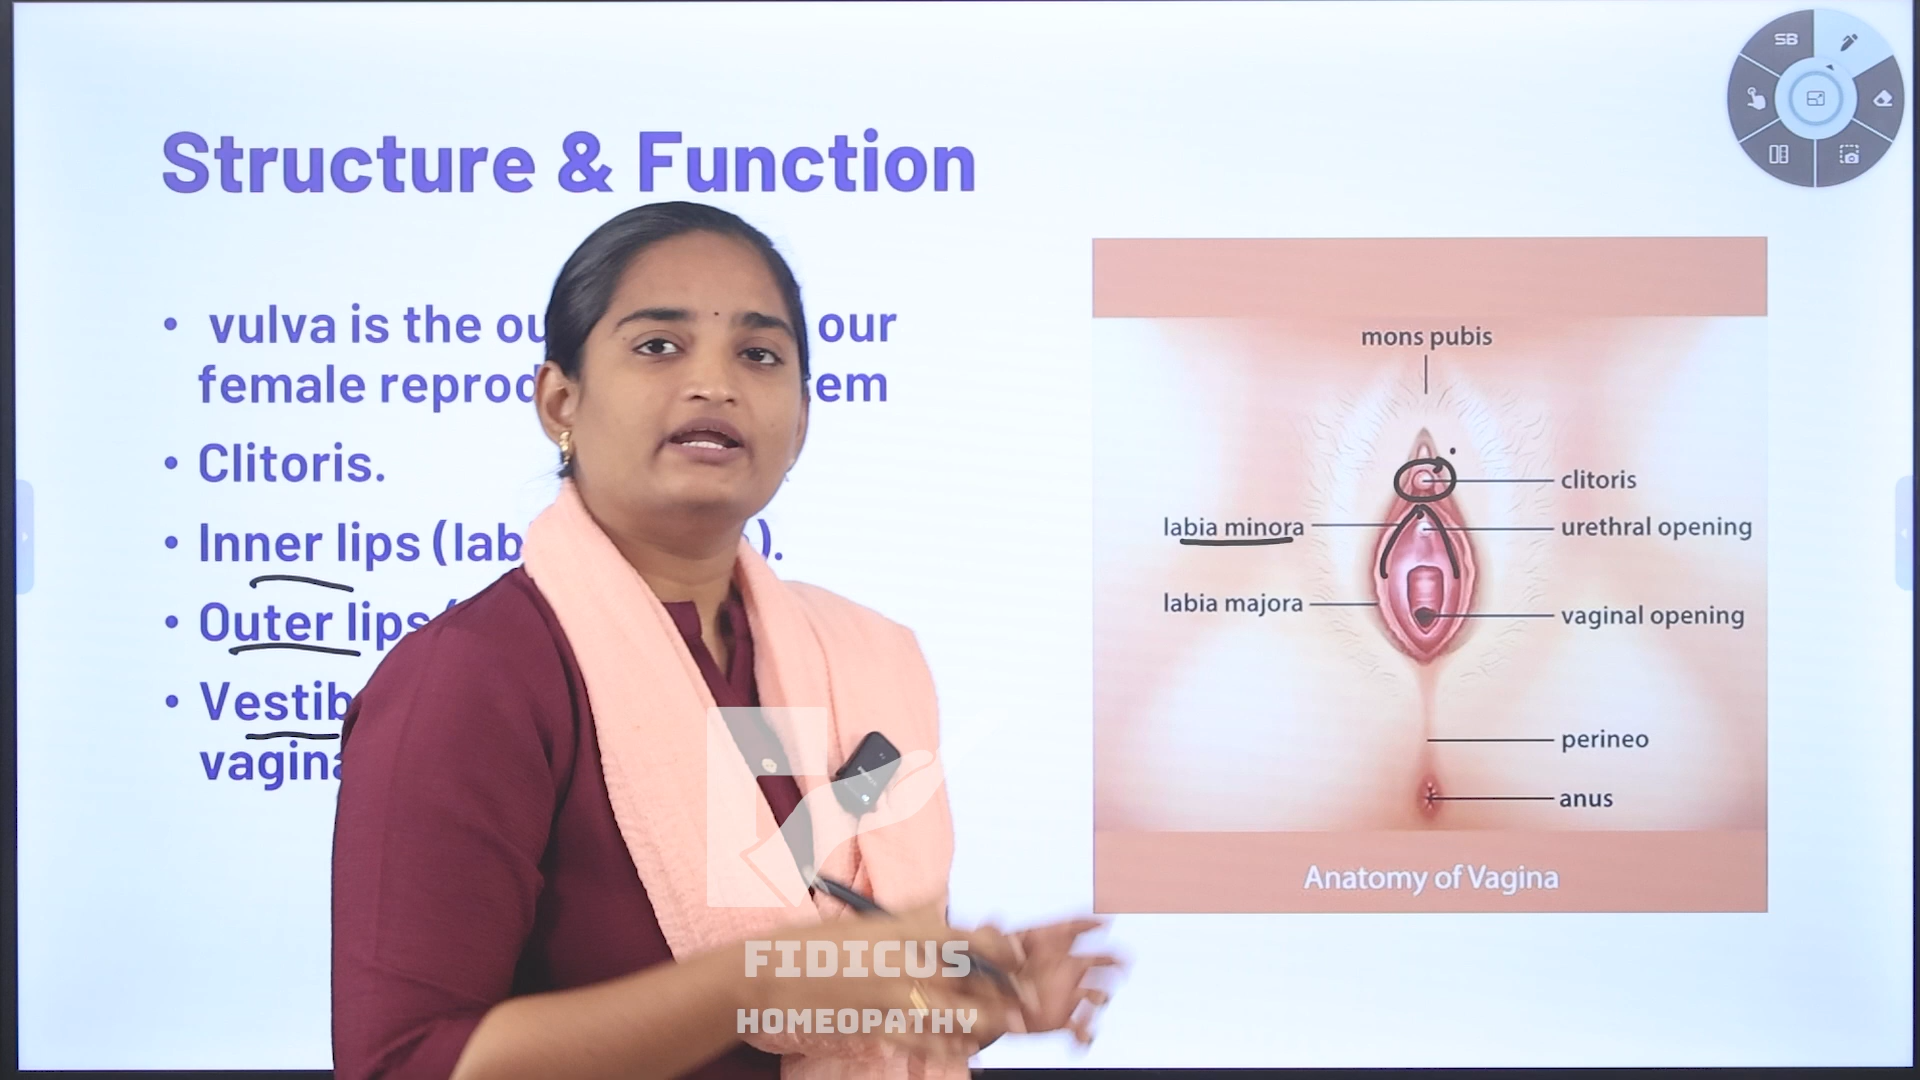 SB
Structure & Function
• vulva is the ou our
female reprod em
• Clitoris.
• Inner lips (lab ).
• Outer lips
• Vestib
vagina
mons pubis
clitoris
labia minora
urethral opening
labia majora
vaginal opening
perineo
anus
Anatomy of Vagina
FIDICUS
HOMEOPATHY